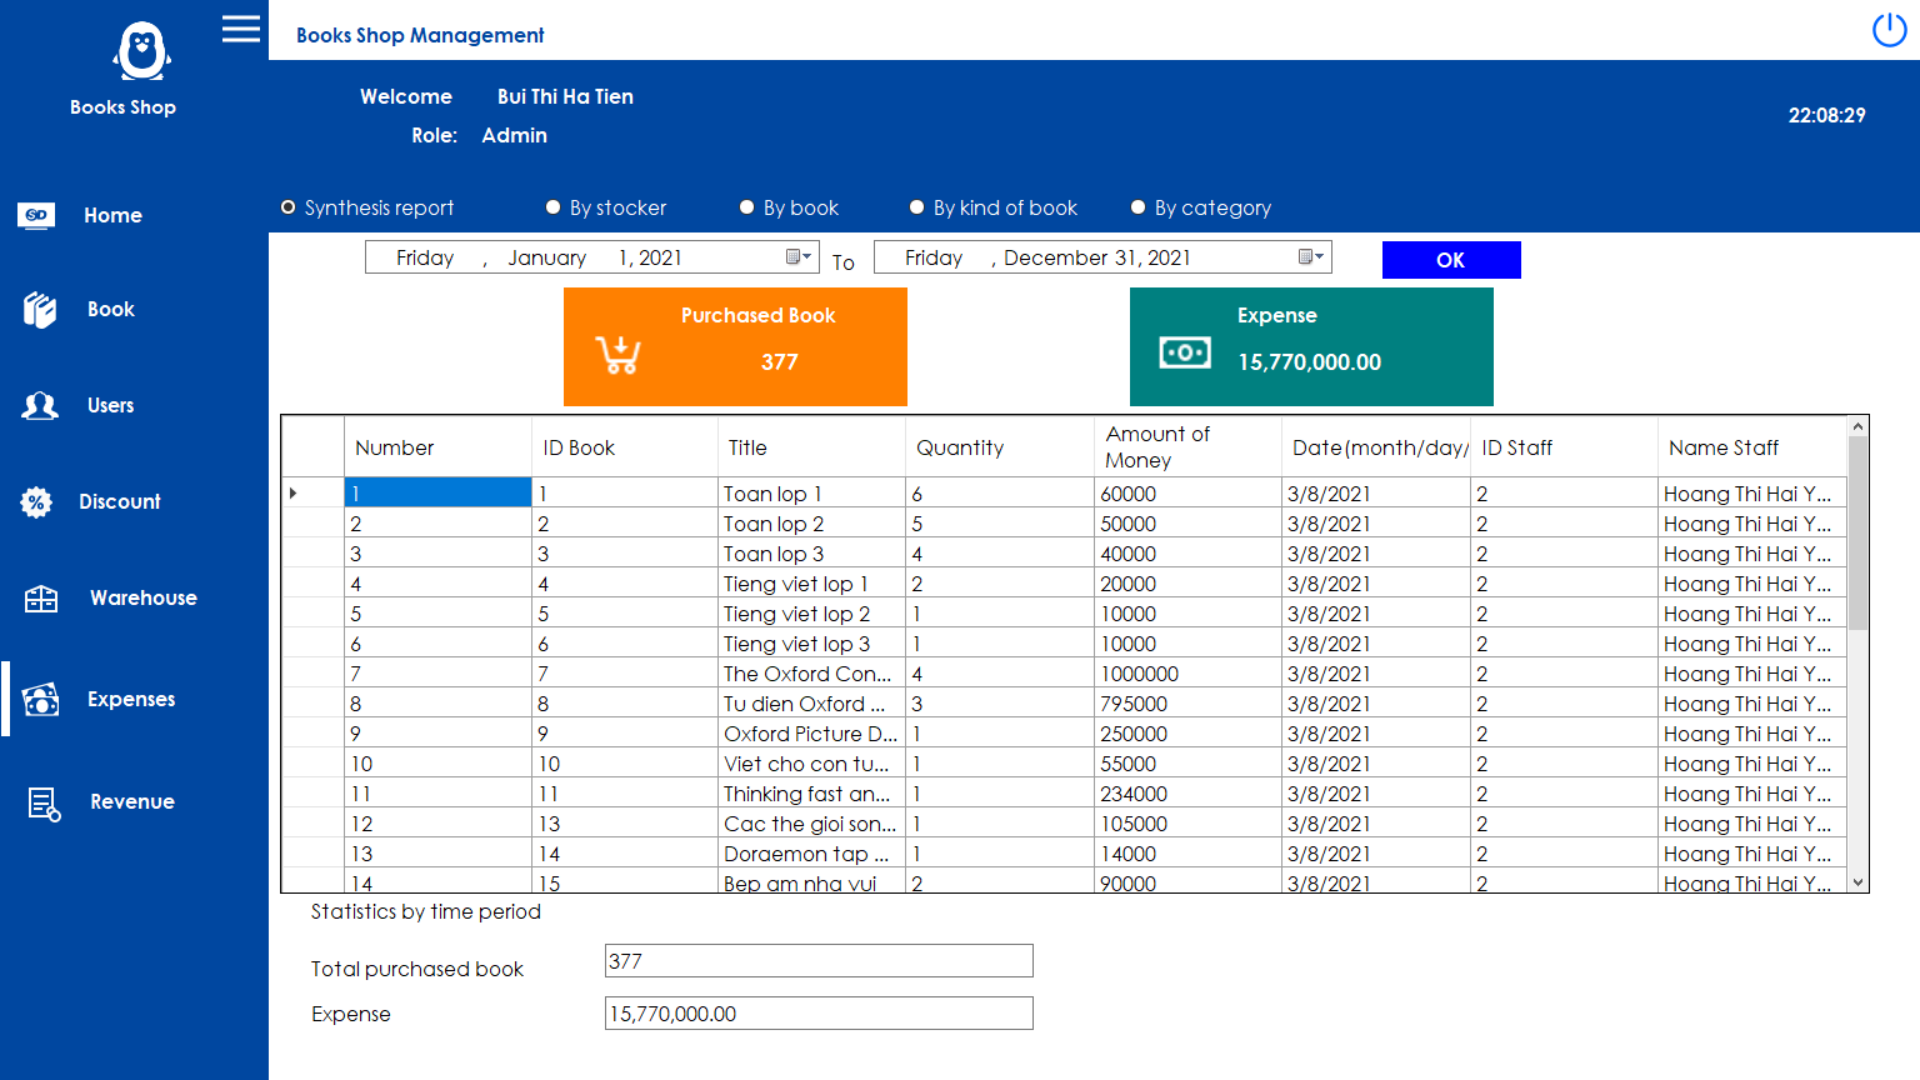 Books Shop Management
Books Shop
Welcome Bui Thi Ha Tien
Role: Admin
22:08:29
Home
Book
Users
Discount
Warehouse
Expenses
Revenue
Synthesis report By stocker By book By kind of book By category
Friday , January 1, 2021 To Friday , December 31, 2021 OK
Purchased Book
377
Expense
15,770,000.00
Number ID Book Title Quantity Amount of Money Date(month/day/ ID Staff Name Staff
1 1 Toan lop 1 6 60000 3/8/2021 2 Hoang Thi Hai Y...
2 2 Toan lop 2 5 50000 3/8/2021 2 Hoang Thi Hai Y...
3 3 Toan lop 3 4 40000 3/8/2021 2 Hoang Thi Hai Y...
4 4 Tieng viet lop 1 2 20000 3/8/2021 2 Hoang Thi Hai Y...
5 5 Tieng viet lop 2 1 10000 3/8/2021 2 Hoang Thi Hai Y...
6 6 Tieng viet lop 3 1 10000 3/8/2021 2 Hoang Thi Hai Y...
7 7 The Oxford Con... 4 1000000 3/8/2021 2 Hoang Thi Hai Y...
8 8 Tu dien Oxford ... 3 795000 3/8/2021 2 Hoang Thi Hai Y...
9 9 Oxford Picture D... 1 250000 3/8/2021 2 Hoang Thi Hai Y...
10 10 Viet cho con tu... 1 55000 3/8/2021 2 Hoang Thi Hai Y...
11 11 Thinking fast an... 1 234000 3/8/2021 2 Hoang Thi Hai Y...
12 13 Cac the gioi son... 1 105000 3/8/2021 2 Hoang Thi Hai Y...
13 14 Doraemon tap ... 1 14000 3/8/2021 2 Hoang Thi Hai Y...
14 15 Bep am nha vui 2 90000 3/8/2021 2 Hoang Thi Hai Y...
Statistics by time period
Total purchased book 377
Expense 15,770,000.00